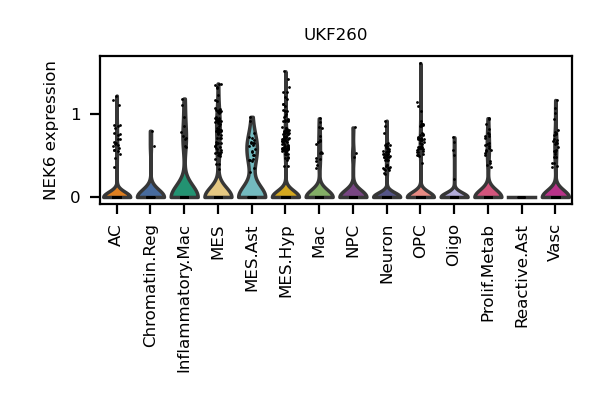 UKF260
NEK6 expression
1
0
AC
Chromatin.Reg
Inflammatory.Mac
MES
MES.Ast
MES.Hyp
Mac
NPC
Neuron
OPC
Oligo
Prolif.Metab
Reactive.Ast
Vasc